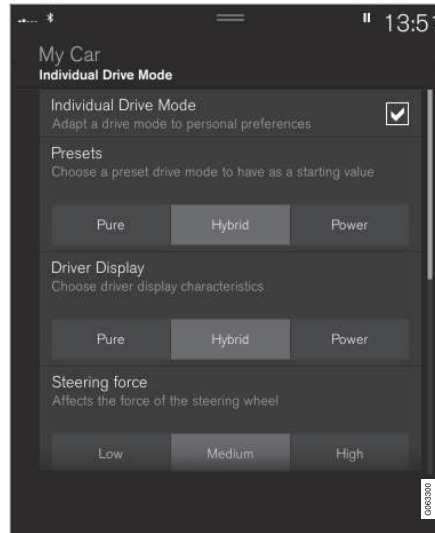 13:51
My Car
Individual Drive Mode
Individual Drive Mode
Adapt a drive mode to personal preferences
Presets
Choose a preset drive mode to have as a starting value
Pure Hybrid Power
Driver Display
Choose driver display characteristics
Pure Hybrid Power
Steering force
Affects the force of the steering wheel
Low Medium High
G063300